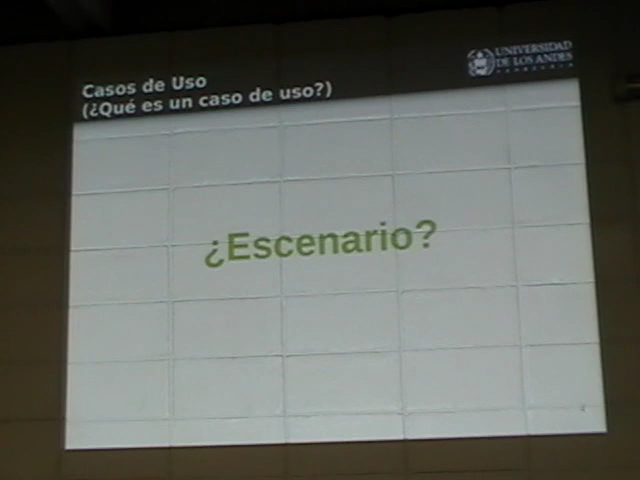 Casos de Uso
(¿Qué es un caso de uso?)
UNIVERSIDAD
DE LOS ANDES
¿Escenario?